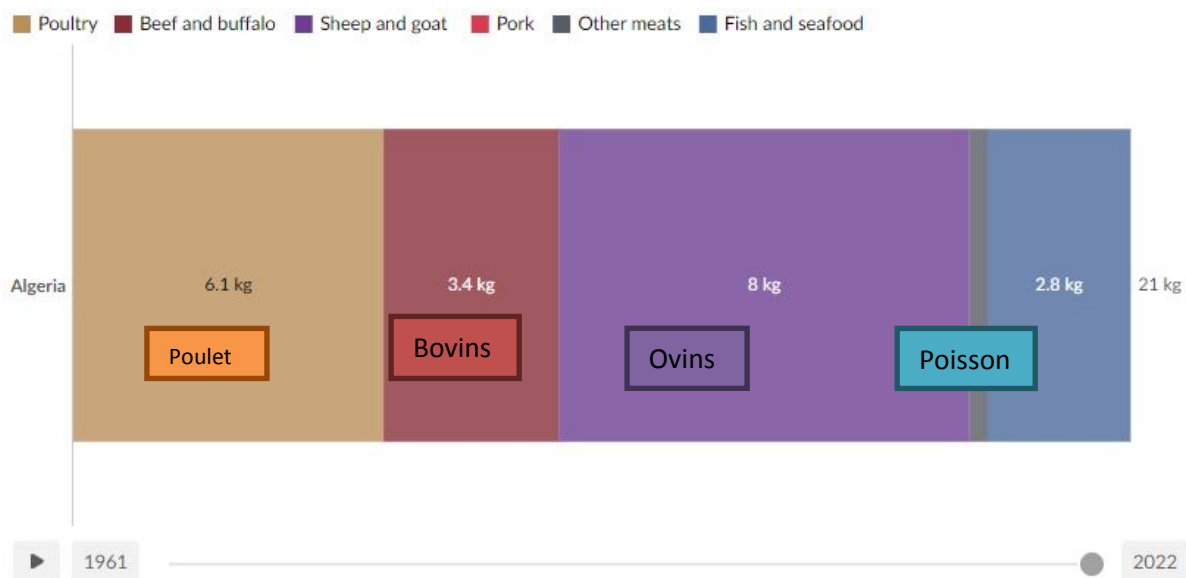 Poultry Beef and buffalo Sheep and goat Pork Other meats Fish and seafood
Algeria 6.1 kg 3.4 kg 8 kg 2.8 kg 21 kg
Poulet Bovins Ovins Poisson
1961 2022